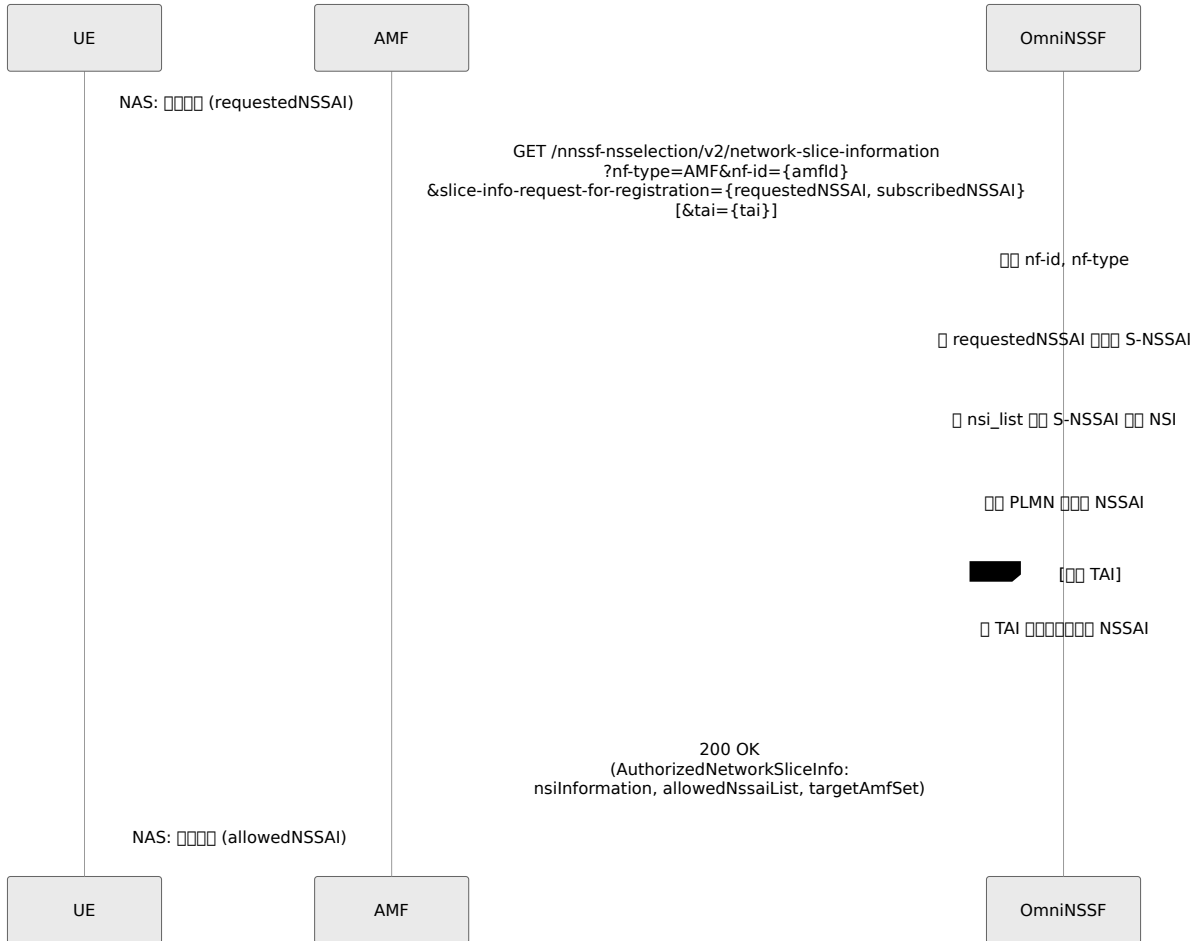 UE
AMF
OmniNSSF
NAS: (requestedNSSAI)
GET /nnssf-nsselection/v2/network-slice-information
?nf-type=AMF&nf-id={amfId}
&slice-info-request-for-registration={requestedNSSAI, subscribedNSSAI}
[&tai={tai}]
nf-id, nf-type
requestedNSSAI S-NSSAI
nsi_list S-NSSAI NSI
PLMN NSSAI
[ TAI]
TAI NSSAI
200 OK
(AuthorizedNetworkSliceInfo:
nsiInformation, allowedNssaiList, targetAmfSet)
NAS: (allowedNSSAI)
UE
AMF
OmniNSSF